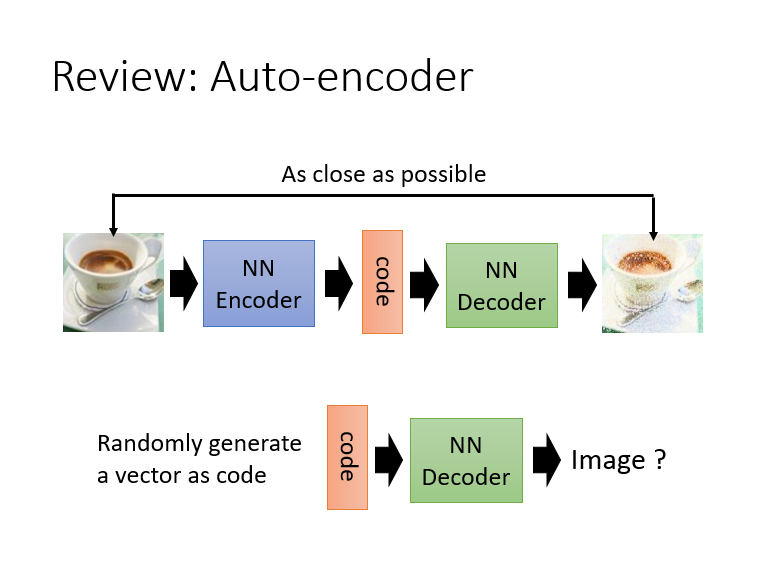 Review: Auto-encoder
As close as possible
NN
Encoder
code
NN
Decoder
Randomly generate
a vector as code
code
NN
Decoder
Image ?